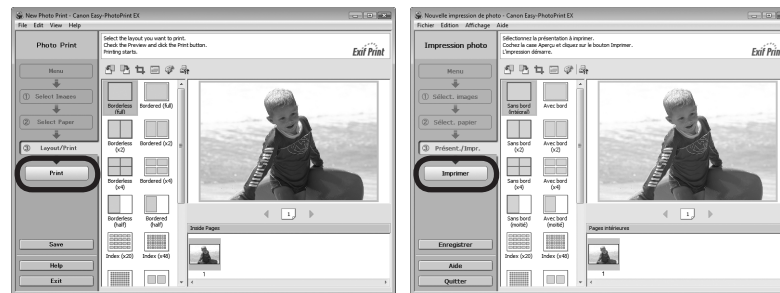 New Photo Print - Canon Easy-PhotoPrint EX
File Edit View Help
Photo Print
Select the layout you want to print.
Check the Preview and click the Print button.
Printing starts.
Exif Print
Menu
① Select Images
② Select Paper
③ Layout/Print
Print
Save
Help
Exit
Borderless (full)
Bordered (full)
Borderless (x2)
Bordered (x2)
Borderless (x4)
Bordered (x4)
Borderless (half)
Bordered (half)
Index (x20)
Index (x48)
1
Inside Pages
1
Nouvelle impression de photo - Canon Easy-PhotoPrint EX
Fichier Edition Affichage Aide
Impression photo
Sélectionnez la présentation à imprimer.
Cochez la case Aperçu et cliquez sur le bouton Imprimer.
L'impression démarre.
Exif Print
Menu
① Sélect. images
② Sélect. papier
③ Présent./Impr.
Imprimer
Enregistrer
Aide
Quitter
Sans bord (intégral)
Avec bord
Sans bord (x2)
Avec bord (x2)
Sans bord (x4)
Avec bord (x4)
Sans bord (moitié)
Avec bord (moitié)
Index (x20)
Index (x48)
1
Pages intérieures
1